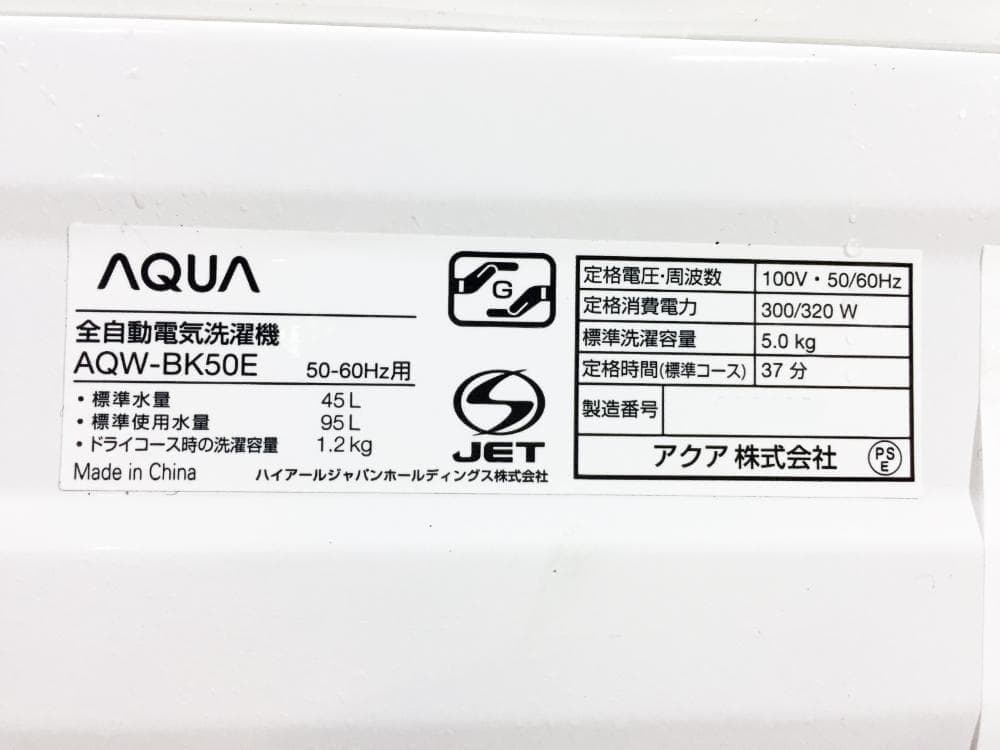 AQUA
全自動電気洗濯機
AQW-BK50E 50-60Hz用
・標準水量 45L
・標準使用水量 95L
・ドライコース時の洗濯容量 1.2kg
Made in China ハイアールジャパンホールディングス株式会社
G
JET
定格電圧・周波数 100V・50/60Hz
定格消費電力 300/320 W
標準洗濯容量 5.0 kg
定格時間(標準コース) 37 分
製造番号
アクア 株式会社 PSE